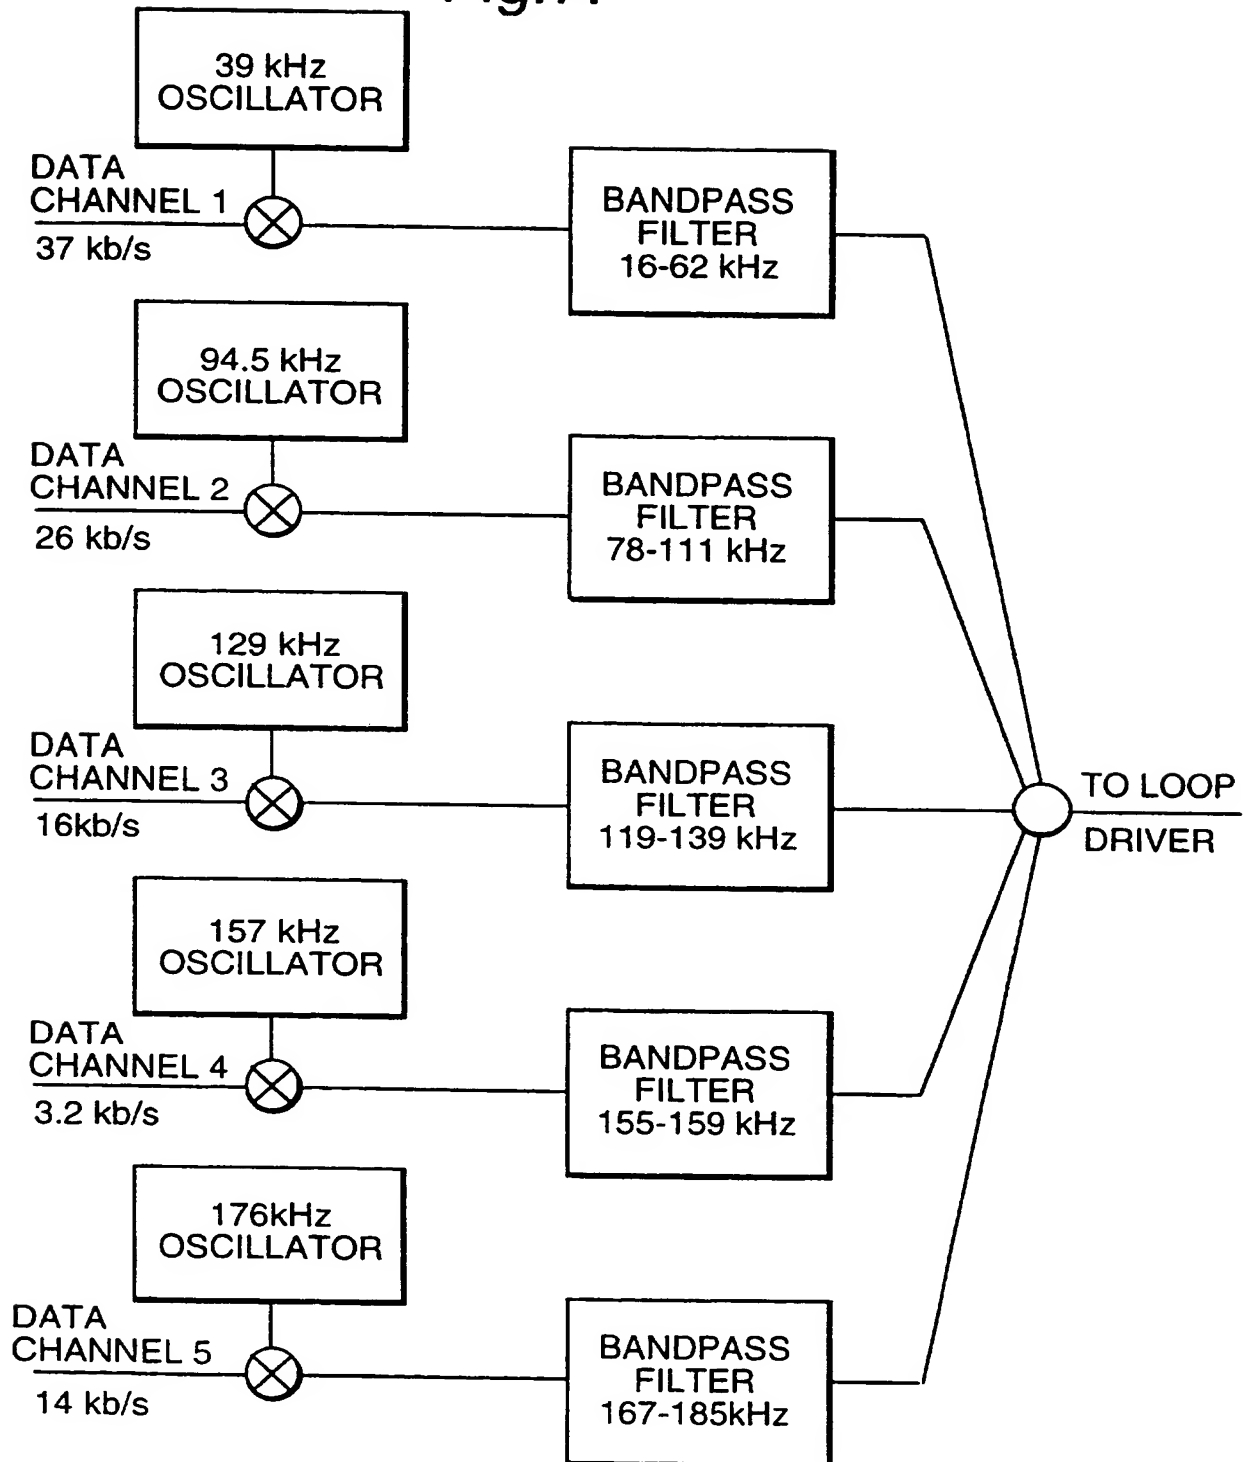 39 kHz
OSCILLATOR
DATA
CHANNEL 1
37 kb/s
BANDPASS
FILTER
16-62 kHz
94.5 kHz
OSCILLATOR
DATA
CHANNEL 2
26 kb/s
BANDPASS
FILTER
78-111 kHz
129 kHz
OSCILLATOR
DATA
CHANNEL 3
16kb/s
BANDPASS
FILTER
119-139 kHz
TO LOOP
DRIVER
157 kHz
OSCILLATOR
DATA
CHANNEL 4
3.2 kb/s
BANDPASS
FILTER
155-159 kHz
176kHz
OSCILLATOR
DATA
CHANNEL 5
14 kb/s
BANDPASS
FILTER
167-185kHz